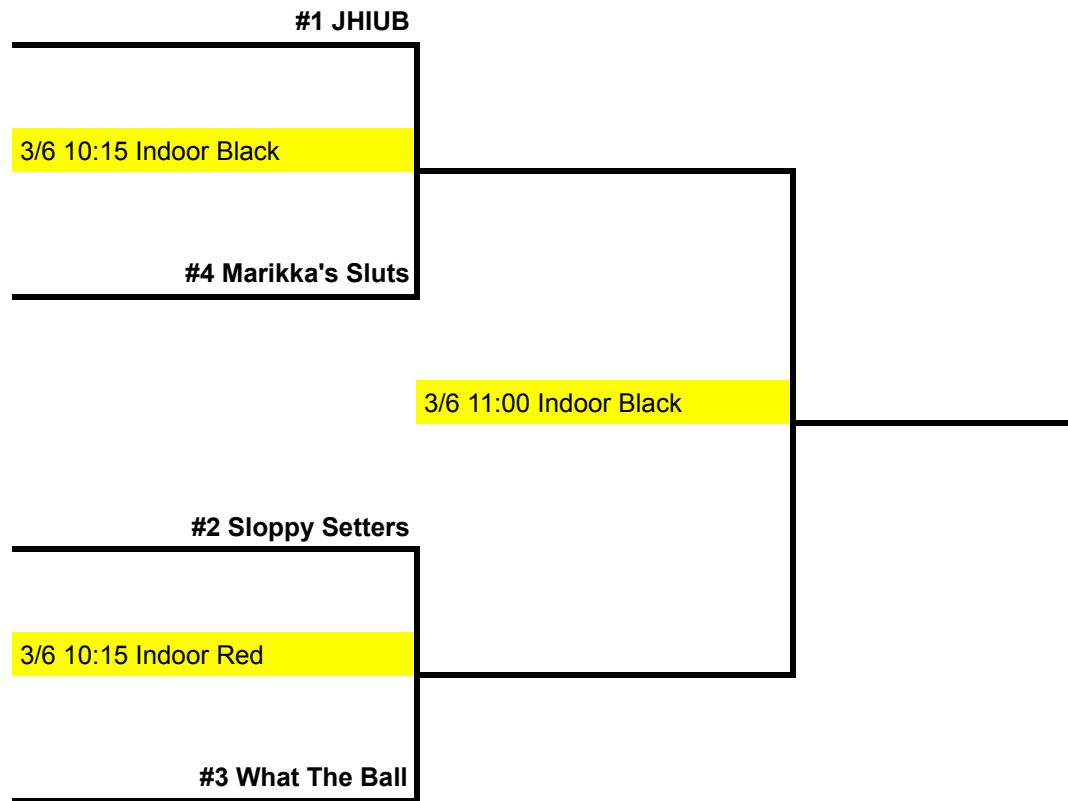 #1 JHIUB
3/6 10:15 Indoor Black
#4 Marikka's Sluts
3/6 11:00 Indoor Black
#2 Sloppy Setters
3/6 10:15 Indoor Red
#3 What The Ball